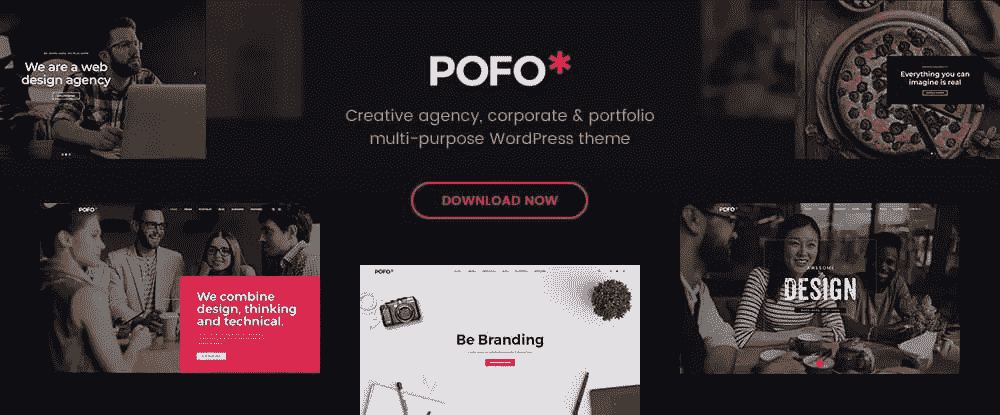 POFO*
Creative agency, corporate & portfolio
multi-purpose WordPress theme
DOWNLOAD NOW
We are a web
design agency
Everything you can
imagine is real
POFO*
We combine
design, thinking
and technical.
POFO*
Be Branding
POFO*
AWESOME
DESIGN